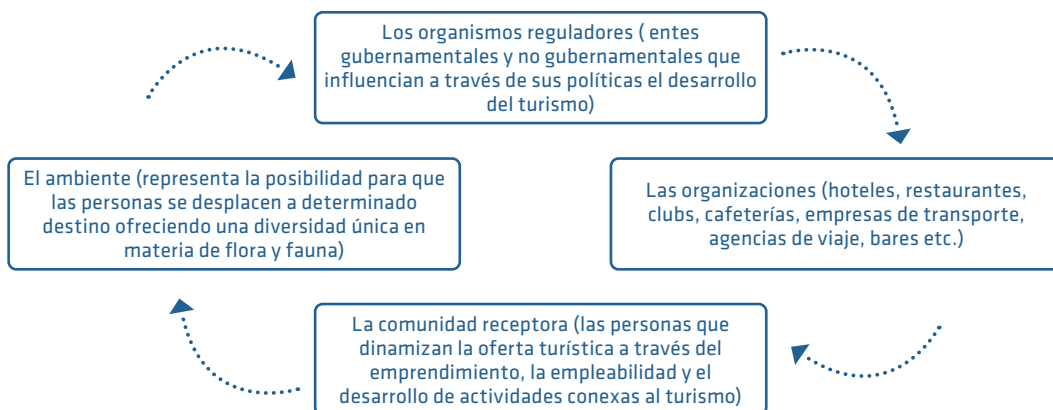 Los organismos reguladores ( entes
gubernamentales y no gubernamentales que
influencian a través de sus políticas el desarrollo
del turismo)
El ambiente (representa la posibilidad para que
las personas se desplacen a determinado
destino ofreciendo una diversidad única en
materia de flora y fauna)
Las organizaciones (hoteles, restaurantes,
clubs, cafeterías, empresas de transporte,
agencias de viaje, bares etc.)
La comunidad receptora (las personas que
dinamizan la oferta turística a través del
emprendimiento, la empleabilidad y el
desarrollo de actividades conexas al turismo)